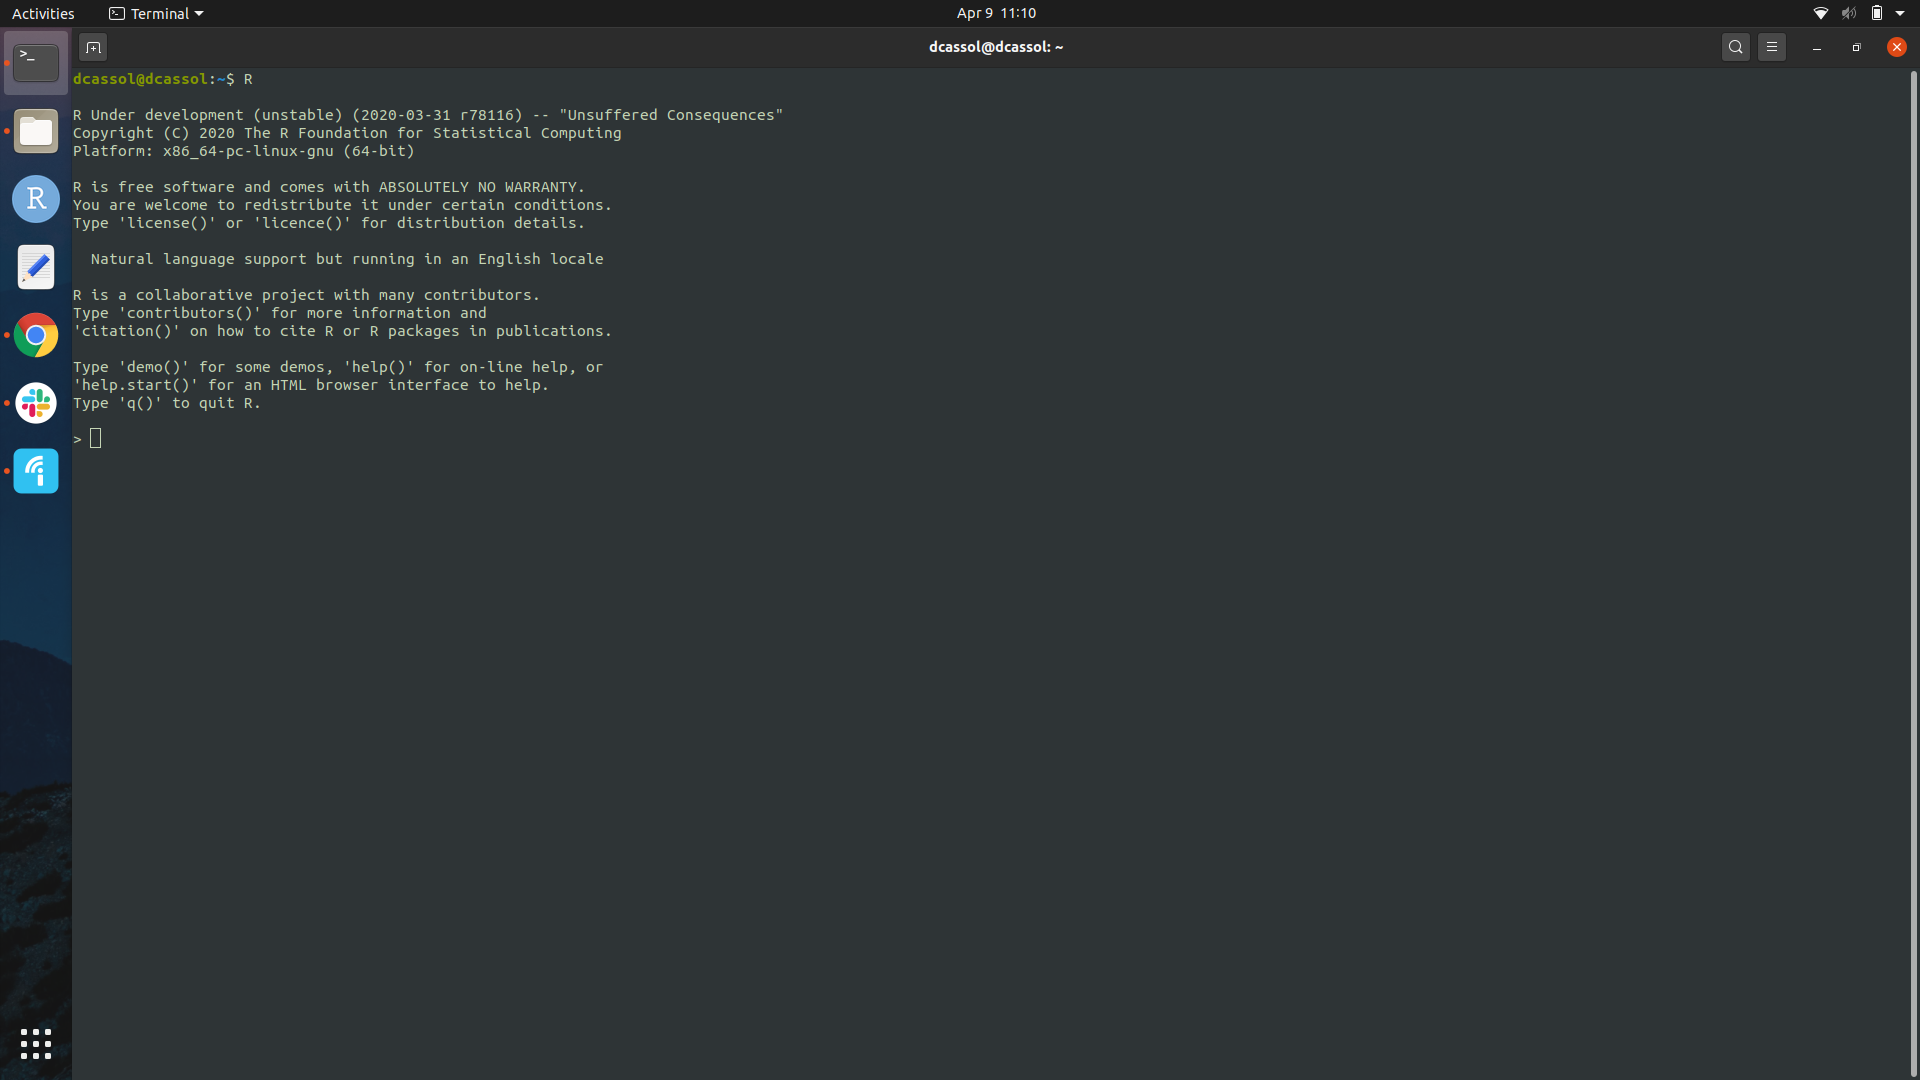 Activities
Terminal
Apr 9 11:10
dcassol@dcassol: ~
dcassol@dcassol:~$ R
R Under development (unstable) (2020-03-31 r78116) -- "Unsuffered Consequences"
Copyright (C) 2020 The R Foundation for Statistical Computing
Platform: x86_64-pc-linux-gnu (64-bit)
R is free software and comes with ABSOLUTELY NO WARRANTY.
You are welcome to redistribute it under certain conditions.
Type 'license()' or 'licence()' for distribution details.
Natural language support but running in an English locale
R is a collaborative project with many contributors.
Type 'contributors()' for more information and
'citation()' on how to cite R or R packages in publications.
Type 'demo()' for some demos, 'help()' for on-line help, or
'help.start()' for an HTML browser interface to help.
Type 'q()' to quit R.
>
R